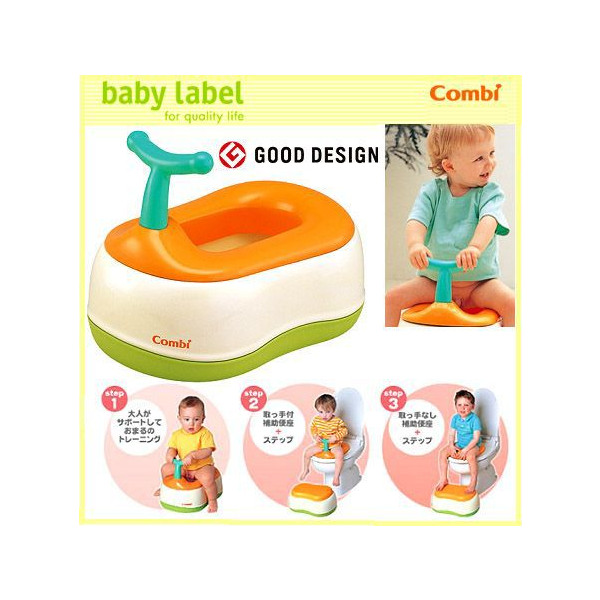 baby label
for quality life
Combi
GOOD DESIGN
Combi
step
1
大人が
サポートして
おまるの
トレーニング
step
2
取っ手付
補助便座
+
ステップ
step
3
取っ手なし
補助便座
+
ステップ
Combi